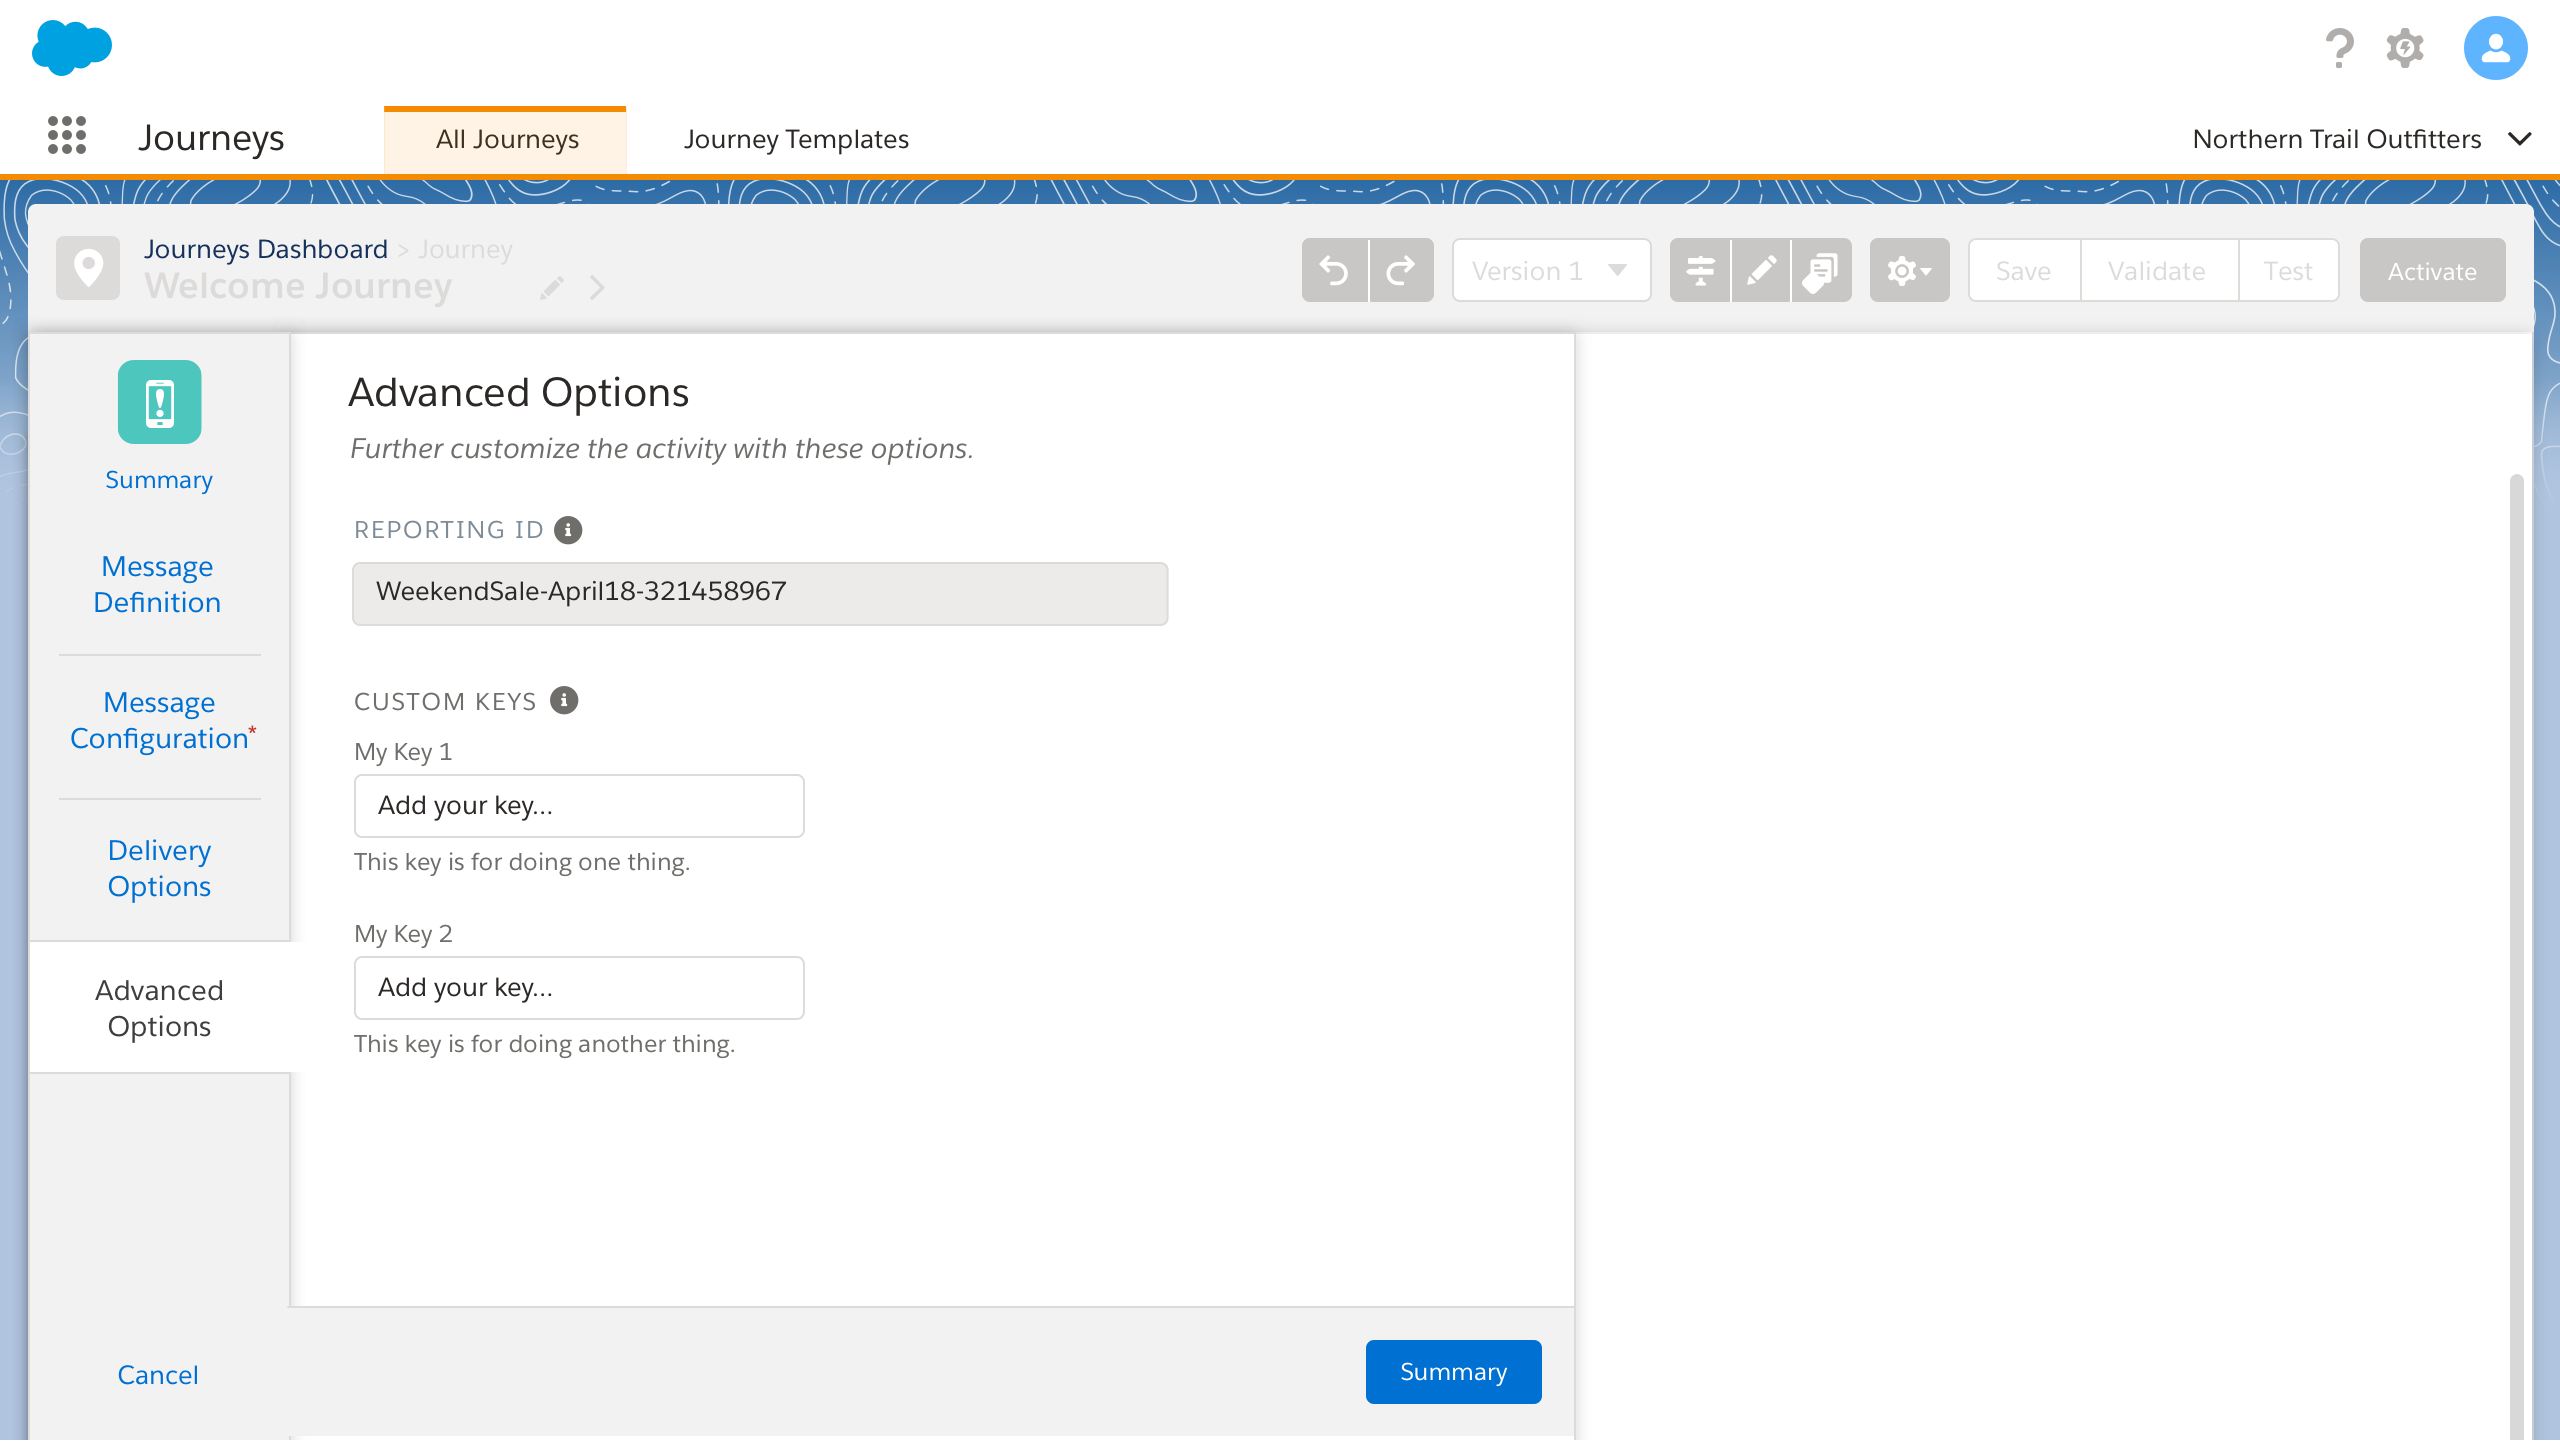 Journeys
All Journeys
Journey Templates
Northern Trail Outfitters
Journeys Dashboard > Journey
Welcome Journey
Version 1
Save
Validate
Test
Activate
Summary
Message
Definition
Message
Configuration*
Delivery
Options
Advanced
Options
Cancel
Advanced Options
Further customize the activity with these options.
REPORTING ID
WeekendSale-April18-321458967
CUSTOM KEYS
My Key 1
Add your key...
This key is for doing one thing.
My Key 2
Add your key...
This key is for doing another thing.
Summary